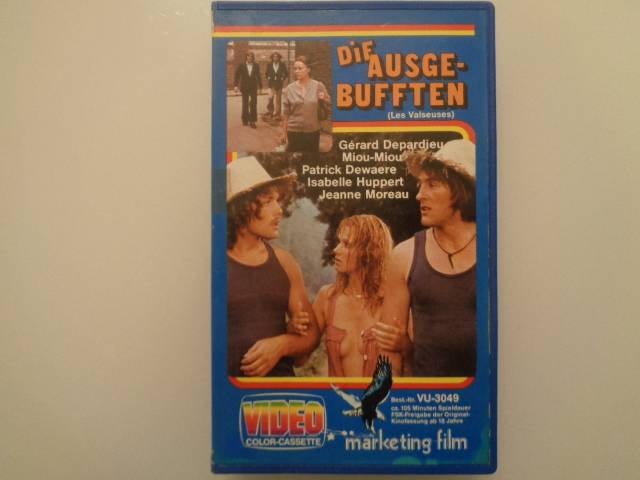 DiE AUSGE-
BUFFTEN
(Les Valseuses)
Gérard Depardieu
Miou-Miou
Patrick Dewaere
Isabelle Huppert
Jeanne Moreau
VIDEO
COLOR-CASSETTE
marketing film
Best.-Nr. VU-3049
ca. 105 Minuten Spieldauer
FSK-Freigabe der Original-
Kinofassung ab 18 Jahre